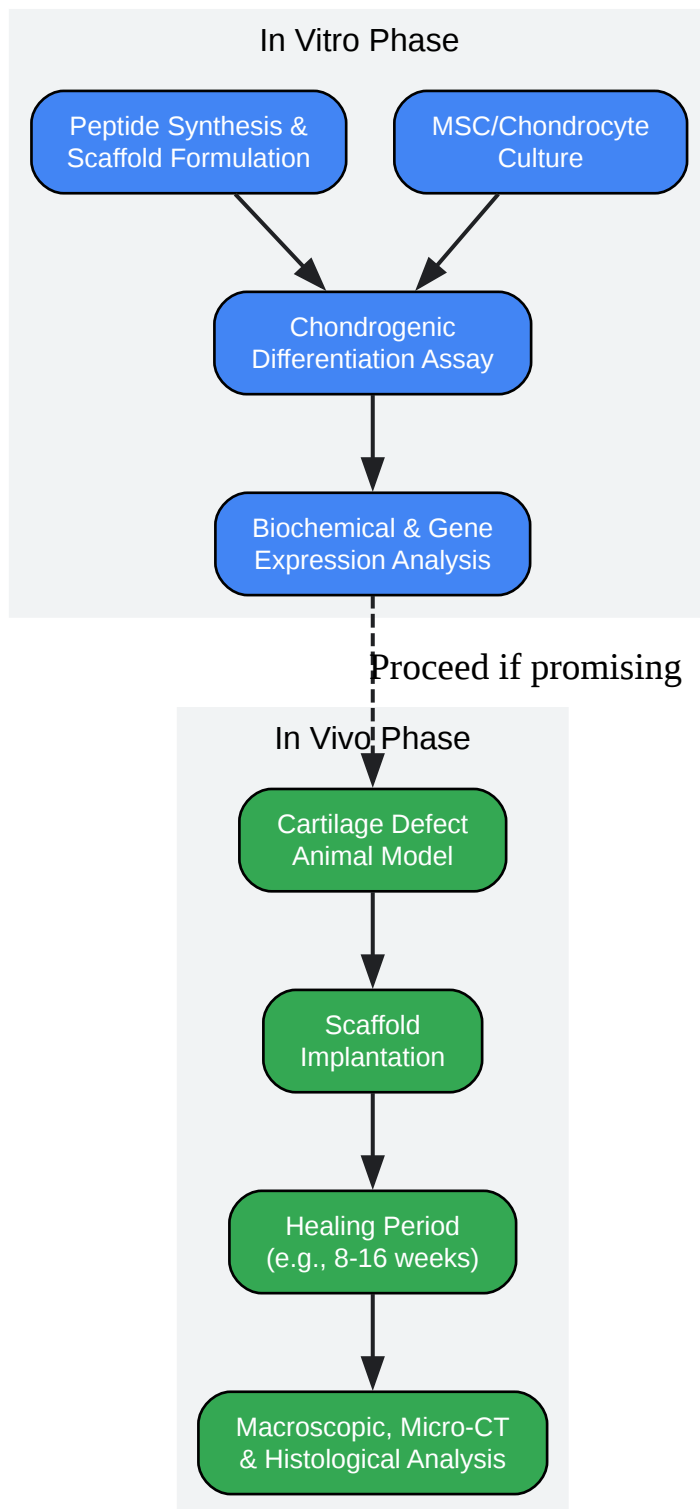 In Vitro Phase
Peptide Synthesis &
Scaffold Formulation
MSC/Chondrocyte
Culture
Chondrogenic
Differentiation Assay
Biochemical & Gene
Expression Analysis
Proceed if promising
In Vivo Phase
Cartilage Defect
Animal Model
Scaffold
Implantation
Healing Period
(e.g., 8-16 weeks)
Macroscopic, Micro-CT
& Histological Analysis